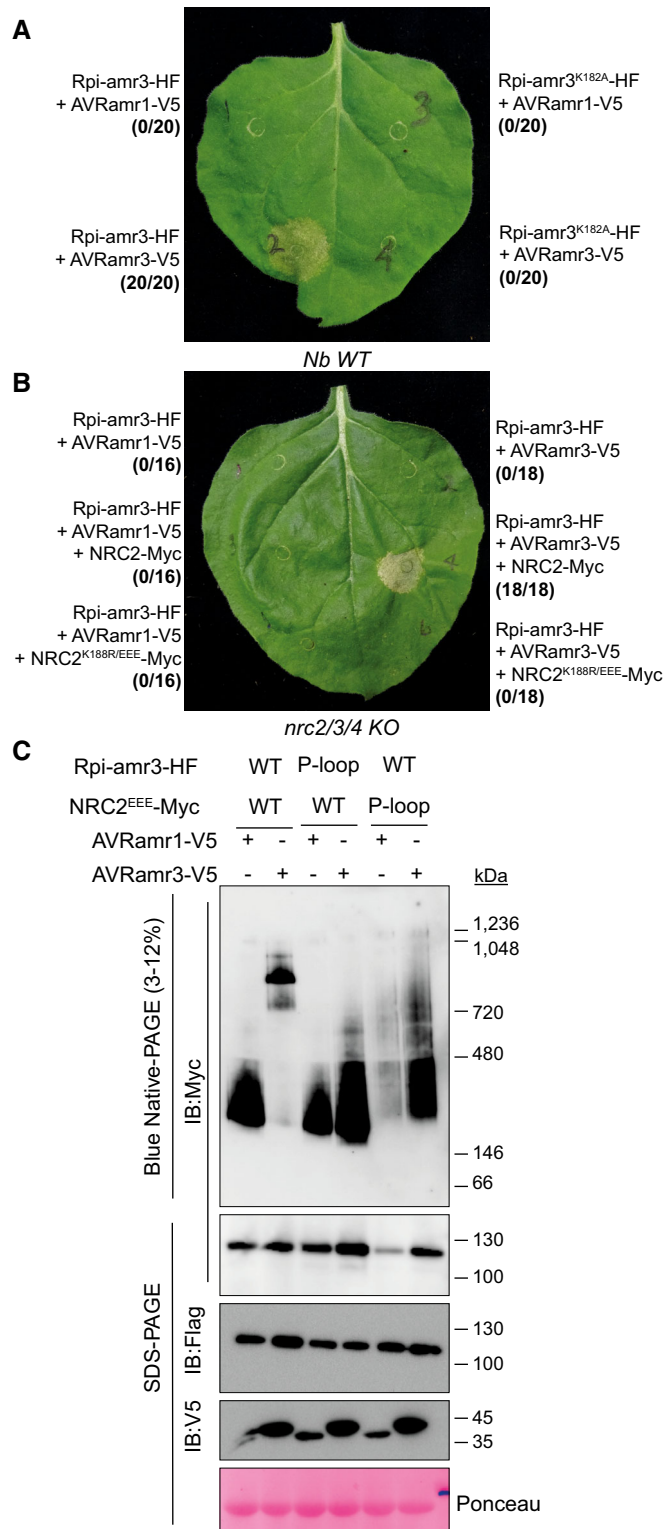 A
Rpi-amr3-HF
+ AVRamr1-V5
(0/20)
Rpi-amr3K182A-HF
+ AVRamr1-V5
(0/20)
Rpi-amr3-HF
+ AVRamr3-V5
(20/20)
Rpi-amr3K182A-HF
+ AVRamr3-V5
(0/20)
3
2
4
Nb WT
B
Rpi-amr3-HF
+ AVRamr1-V5
(0/16)
Rpi-amr3-HF
+ AVRamr3-V5
(0/18)
Rpi-amr3-HF
+ AVRamr1-V5
+ NRC2-Myc
(0/16)
Rpi-amr3-HF
+ AVRamr3-V5
+ NRC2-Myc
(18/18)
Rpi-amr3-HF
+ AVRamr1-V5
+ NRC2K188R/EEE-Myc
(0/16)
Rpi-amr3-HF
+ AVRamr3-V5
+ NRC2K188R/EEE-Myc
(0/18)
4
6
nrc2/3/4 KO
C
Rpi-amr3-HF WT P-loop WT
NRC2EEE-Myc WT WT P-loop
AVRamr1-V5 + - + - + -
AVRamr3-V5 - + - + - +
kDa
Blue Native-PAGE (3-12%)
IB:Myc
1,236
1,048
720
480
146
66
SDS-PAGE
130
100
IB:Flag
130
100
IB:V5
45
35
Ponceau